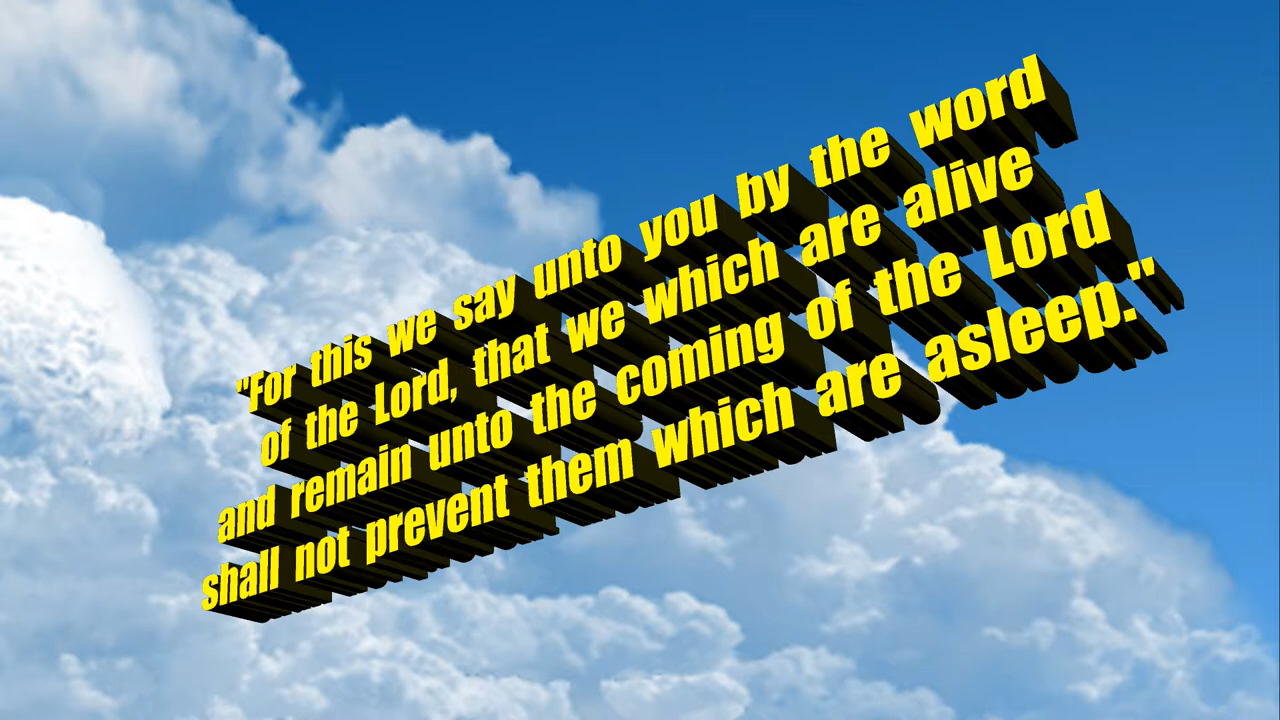 "For this we say unto you by the word
of the Lord, that we which are alive
and remain unto the coming of the Lord
shall not prevent them which are asleep."